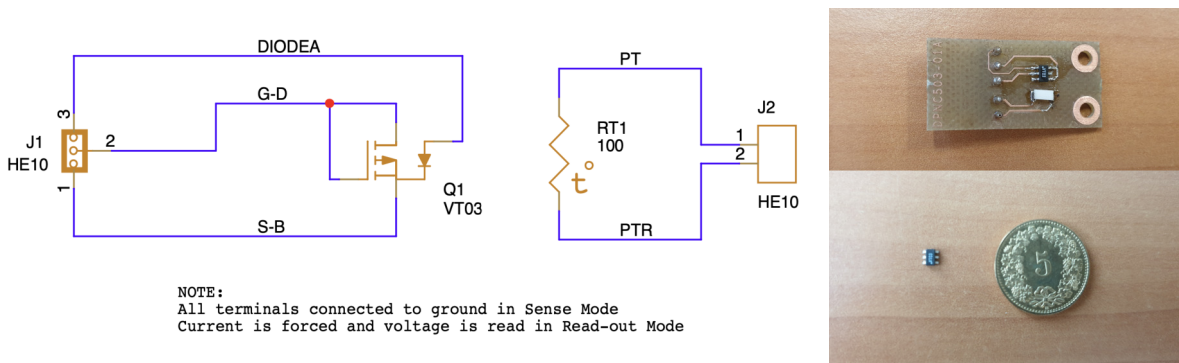 DIODEA
G-D
3
J1
HE10
2
1
Q1
VT03
S-B
PT
RT1
100
t°
J2
1
2
HE10
PTR
NOTE:
All terminals connected to ground in Sense Mode
Current is forced and voltage is read in Read-out Mode
5